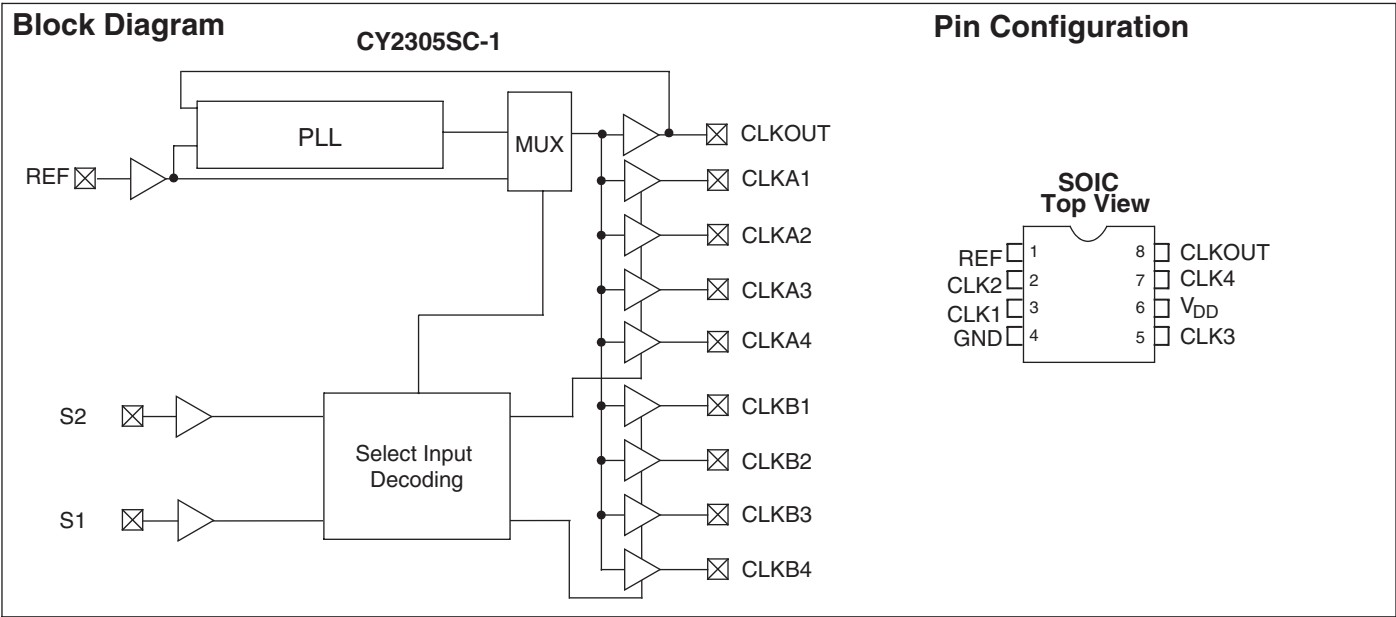 Block Diagram
CY2305SC-1
PLL
MUX
REF
CLKOUT
CLKA1
CLKA2
CLKA3
CLKA4
S2
S1
Select Input
Decoding
CLKB1
CLKB2
CLKB3
CLKB4
Pin Configuration
SOIC
Top View
REF 1 8 CLKOUT
CLK2 2 7 CLK4
CLK1 3 6 VDD
GND 4 5 CLK3